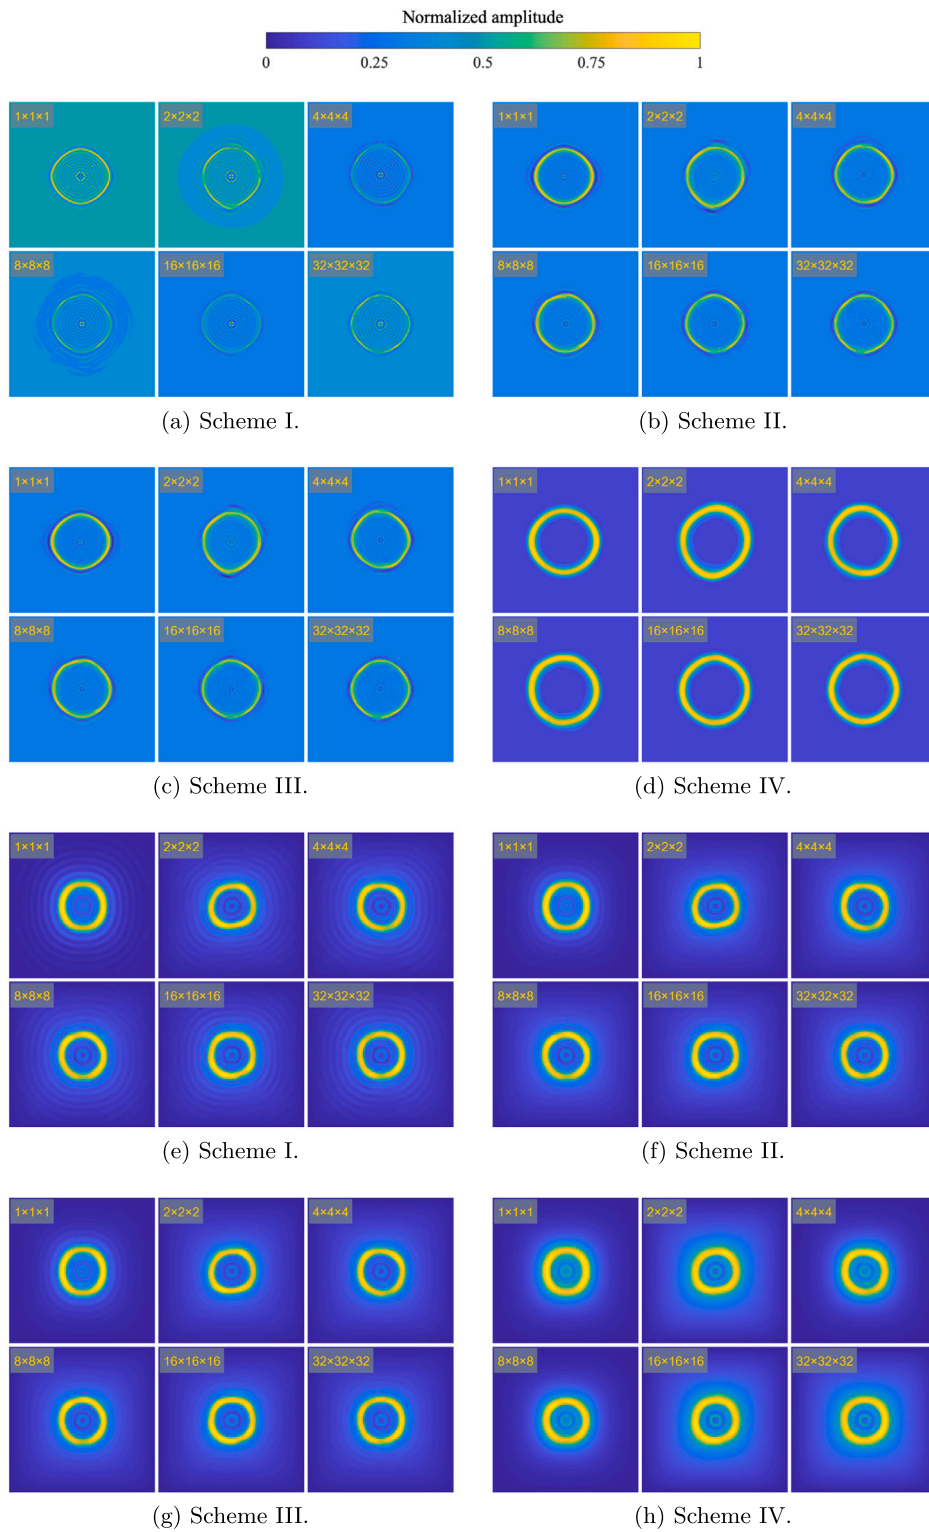 Normalized amplitude
0 0.25 0.5 0.75 1
1×1×1 2×2×2 4×4×4 1×1×1 2×2×2 4×4×4
8×8×8 16×16×16 32×32×32 8×8×8 16×16×16 32×32×32
(a) Scheme I. (b) Scheme II.
1×1×1 2×2×2 4×4×4 1×1×1 2×2×2 4×4×4
8×8×8 16×16×16 32×32×32 8×8×8 16×16×16 32×32×32
(c) Scheme III. (d) Scheme IV.
1×1×1 2×2×2 4×4×4 1×1×1 2×2×2 4×4×4
8×8×8 16×16×16 32×32×32 8×8×8 16×16×16 32×32×32
(e) Scheme I. (f) Scheme II.
1×1×1 2×2×2 4×4×4 1×1×1 2×2×2 4×4×4
8×8×8 16×16×16 32×32×32 8×8×8 16×16×16 32×32×32
(g) Scheme III. (h) Scheme IV.